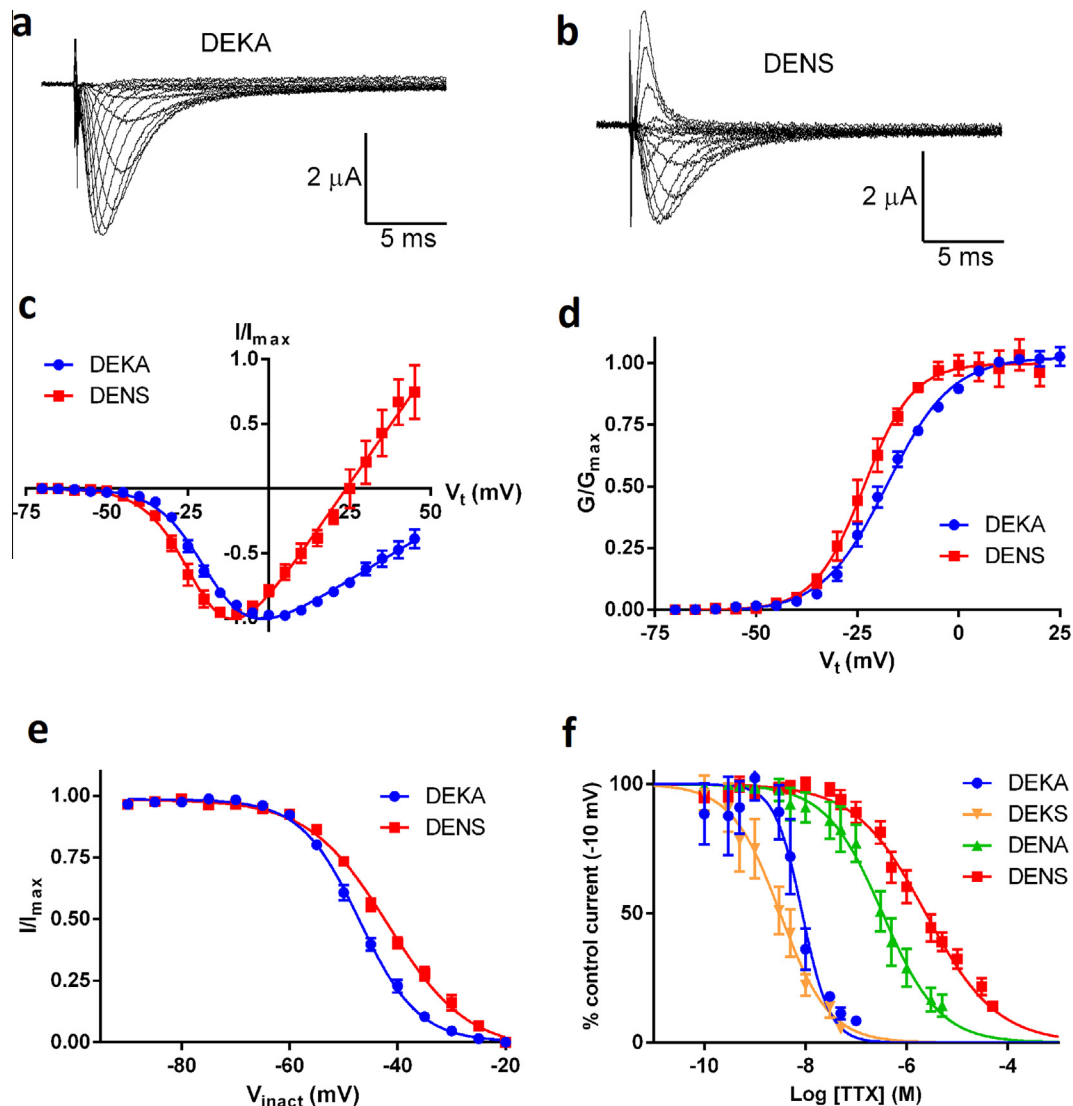 a
DEKA
2 μA
5 ms
b
DENS
2 μA
5 ms
c
I/Imax
DEKA
DENS
1.0
0.5
-75
-50
-25
25
50
Vt (mV)
-0.5
-1.0
d
G/Gmax
1.00
0.75
0.50
0.25
0.00
DEKA
DENS
-75
-50
-25
0
25
Vt (mV)
e
I/Imax
1.00
0.75
0.50
0.25
0.00
DEKA
DENS
-80
-60
-40
-20
Vinact (mV)
f
% control current (-10 mV)
100
50
0
DEKA
DEKS
DENA
DENS
-10
-8
-6
-4
Log [TTX] (M)